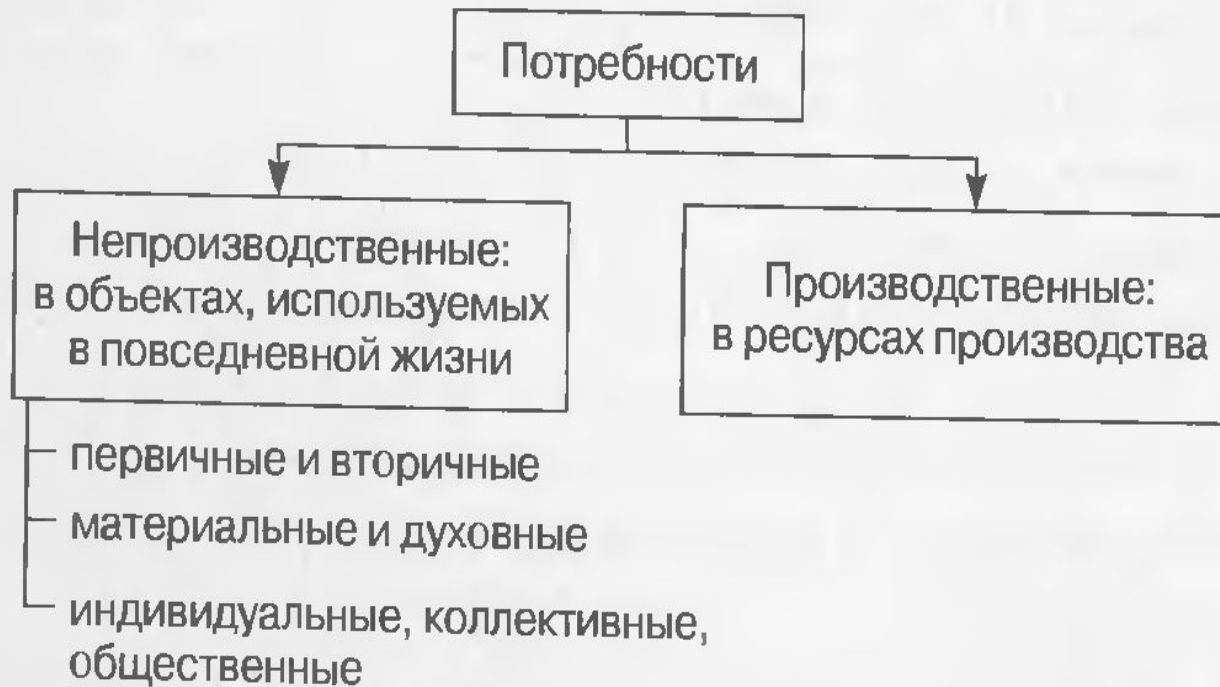 Потребности
Непроизводственные:
в объектах, используемых
в повседневной жизни
Производственные:
в ресурсах производства
первичные и вторичные
материальные и духовные
индивидуальные, коллективные,
общественные